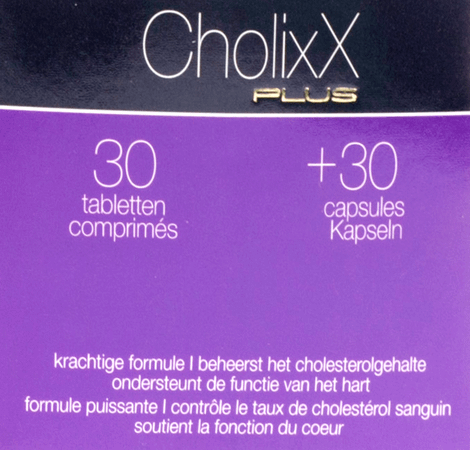 CholixX
PLUS
30
tabletten
comprimés
+30
capsules
Kapseln
krachtige formule | beheerst het cholesterolgehalte
ondersteunt de functie van het hart
formule puissante | contrôle le taux de cholestérol sanguin
soutient la fonction du coeur